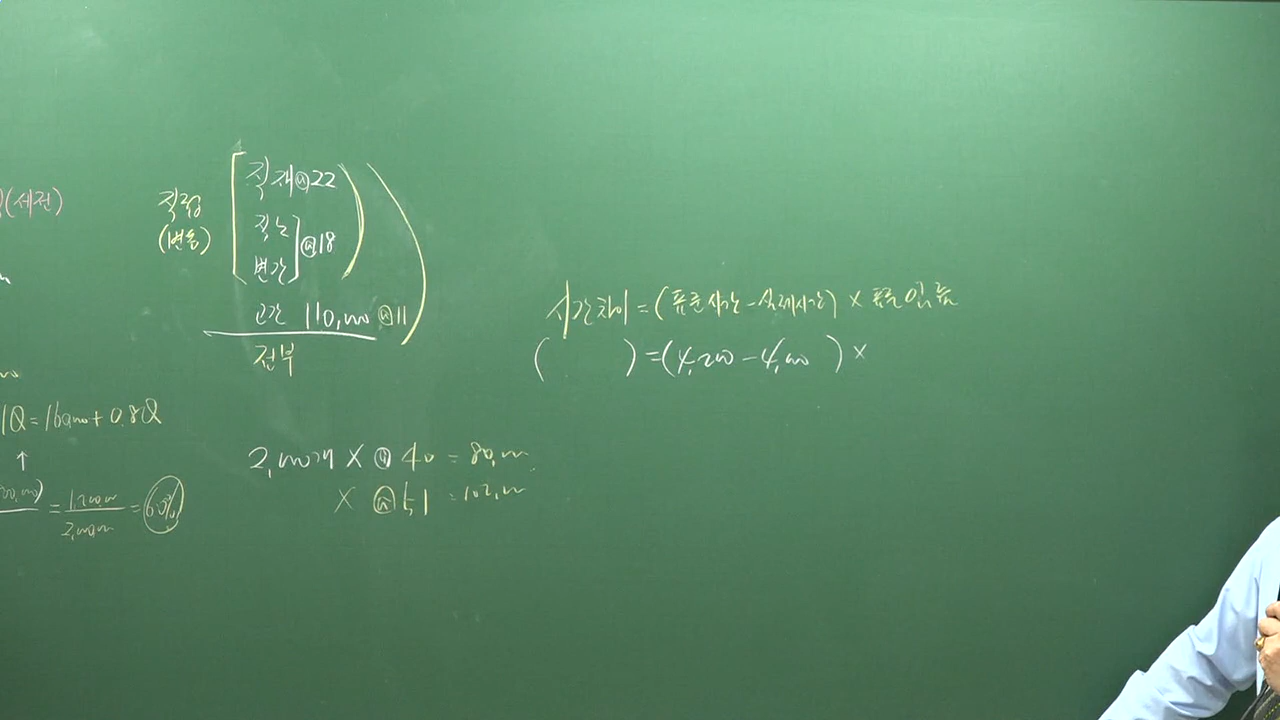 (세전)
직접
(변동)
직재 @22
직노
변간
@18
고간 110,000 @11
전부
1Q = 160,000 + 0.8Q
↑
= 1,200,000 / 2,000,000 = 60%
2,000개 × @ 40 = 80,000
× @ 51 = 102,000
시간차이 = (표준시간 - 실제시간) × 표준임률
( ) = (4,200 - 4,000 ) ×